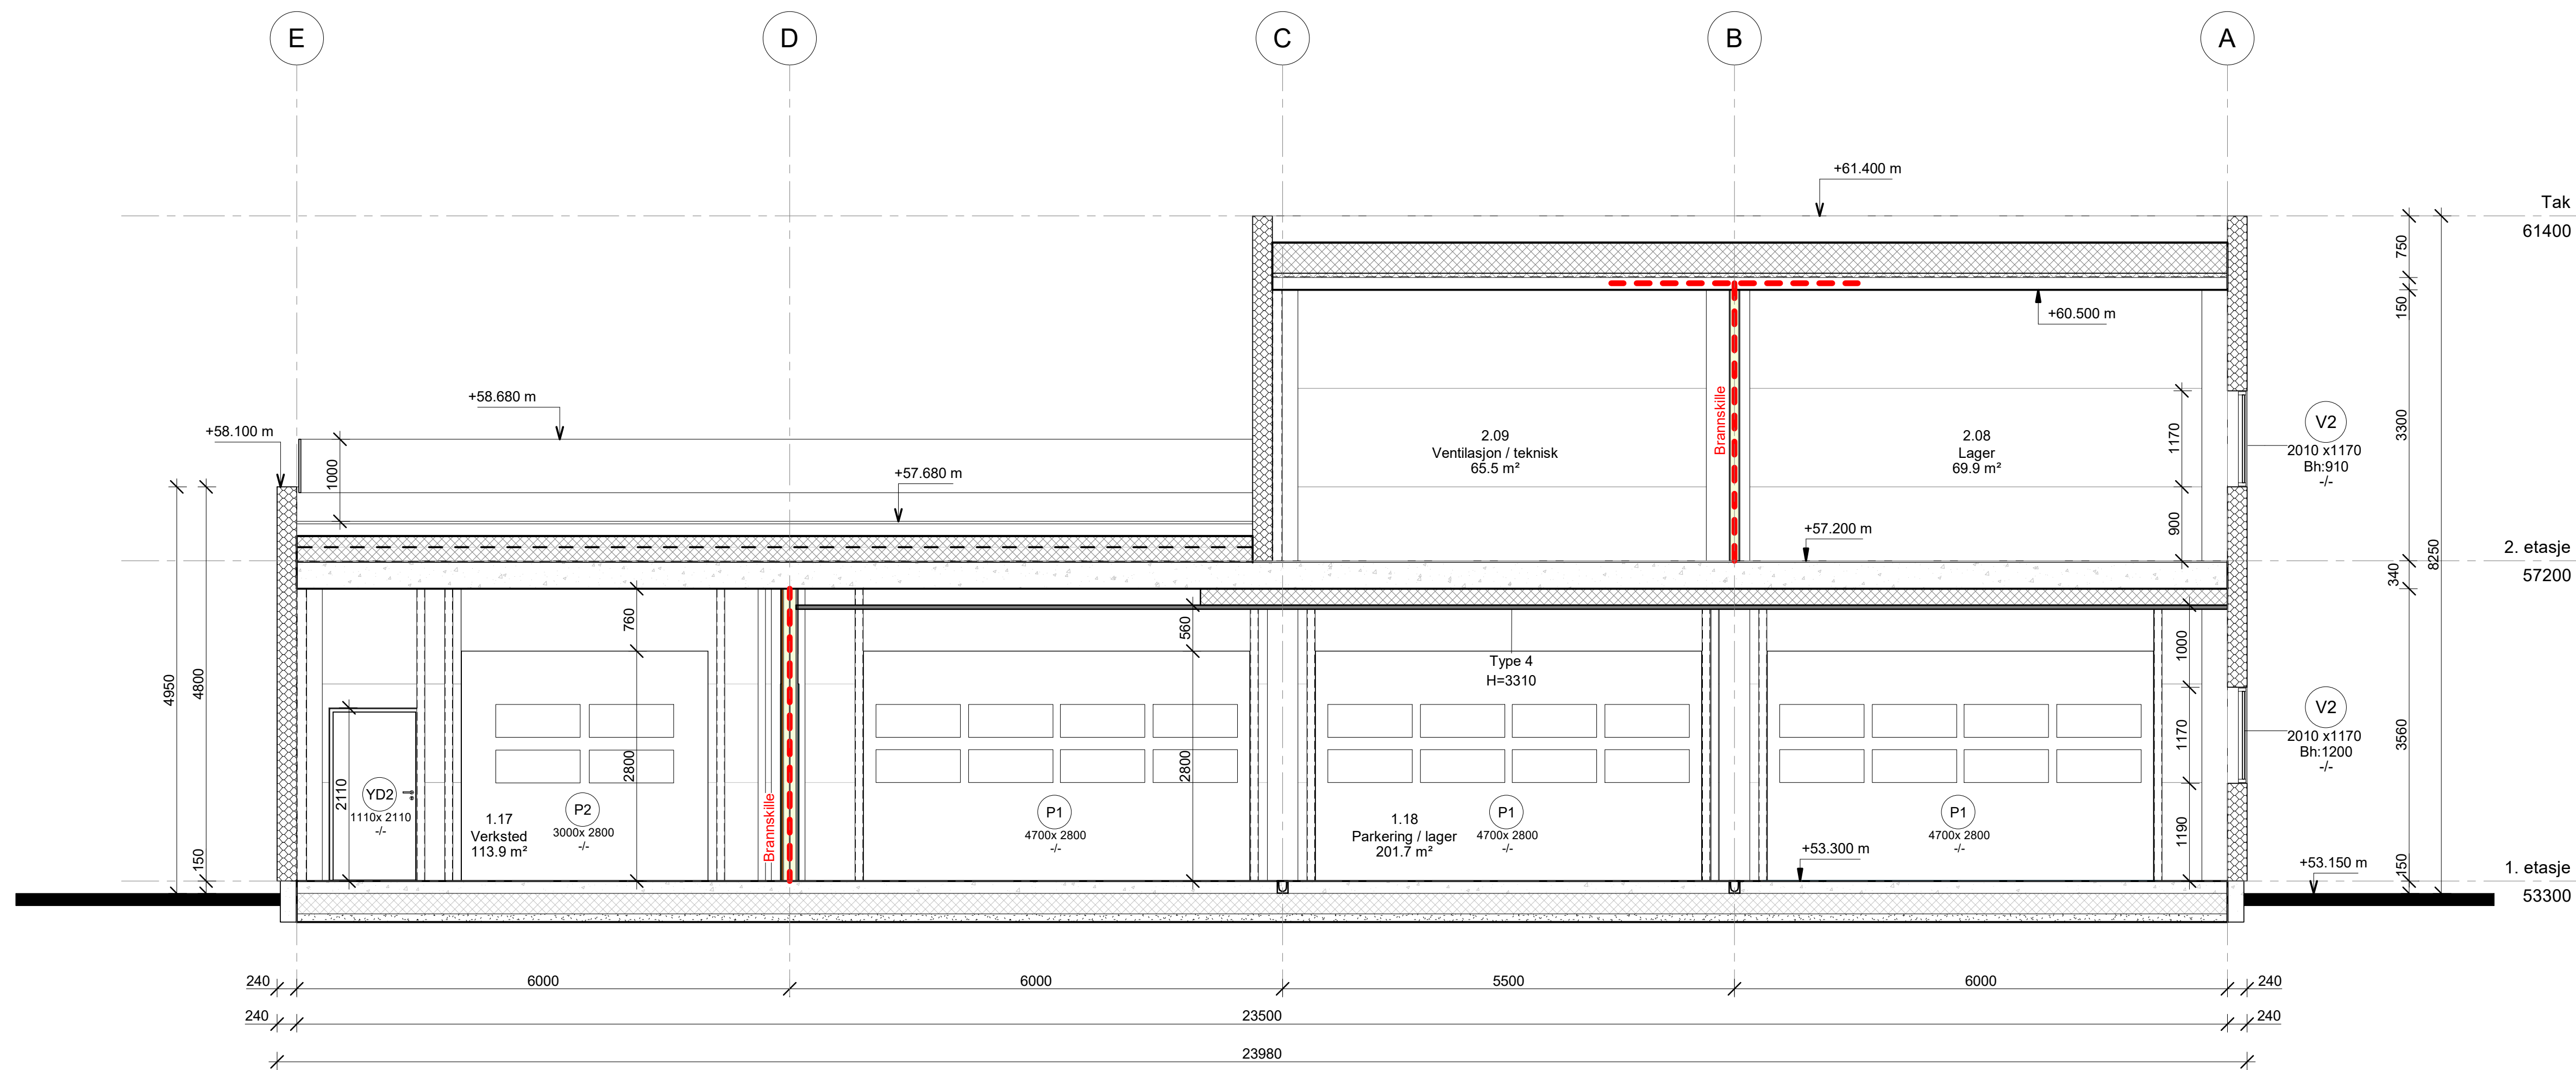 E
D
C
B
A
+61.400 m
Tak
61400
750
150
+60.500 m
+58.680 m
+58.100 m
1000
+57.680 m
Brannskille
2.09
Ventilasjon / teknisk
65.5 m²
2.08
Lager
69.9 m²
1170
900
3300
V2
2010 x1170
Bh:910
-/-
+57.200 m
2. etasje
57200
340
8250
4950
4800
150
760
560
2800
2800
2110
YD2
1110x 2110
-/-
1.17
Verksted
113.9 m²
P2
3000x 2800
-/-
Brannskille
P1
4700x 2800
-/-
Type 4
H=3310
1.18
Parkering / lager
201.7 m²
P1
4700x 2800
-/-
P1
4700x 2800
-/-
1000
1170
1190
3560
150
V2
2010 x1170
Bh:1200
-/-
+53.300 m
+53.150 m
1. etasje
53300
240
6000
6000
5500
6000
240
240
23500
240
23980